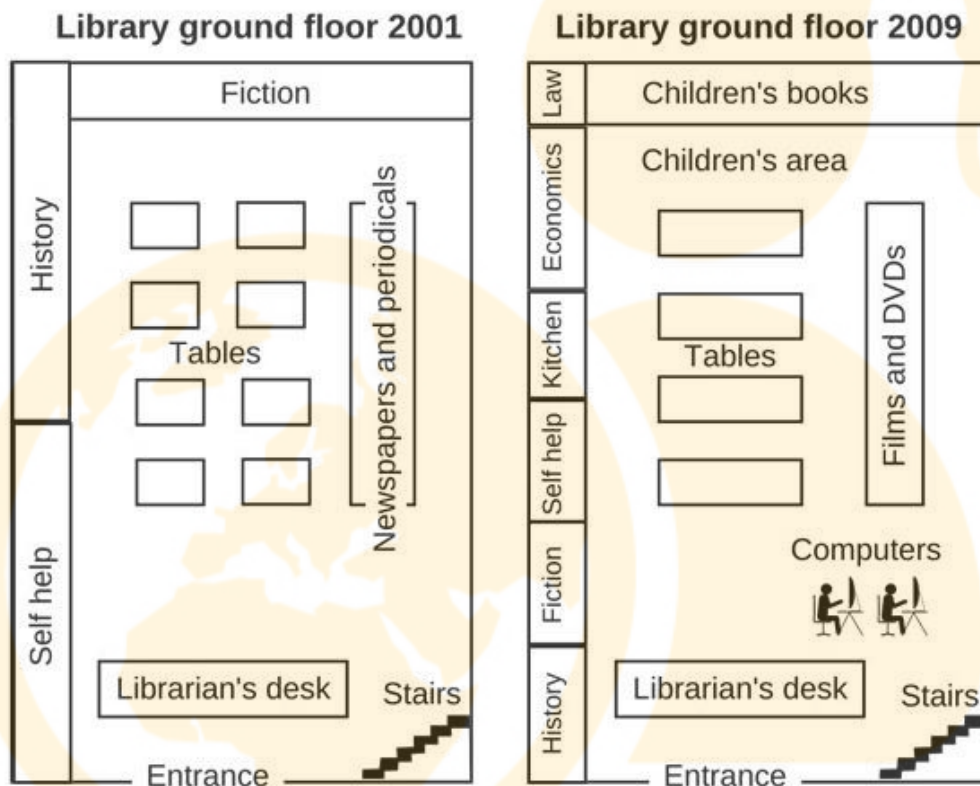 Library ground floor 2001
Fiction
History
Newspapers and periodicals
Tables
Self help
Librarian's desk
Stairs
Entrance
Library ground floor 2009
Law
Children's books
Children's area
Economics
Films and DVDs
Kitchen
Tables
Self help
Computers
Fiction
History
Librarian's desk
Stairs
Entrance